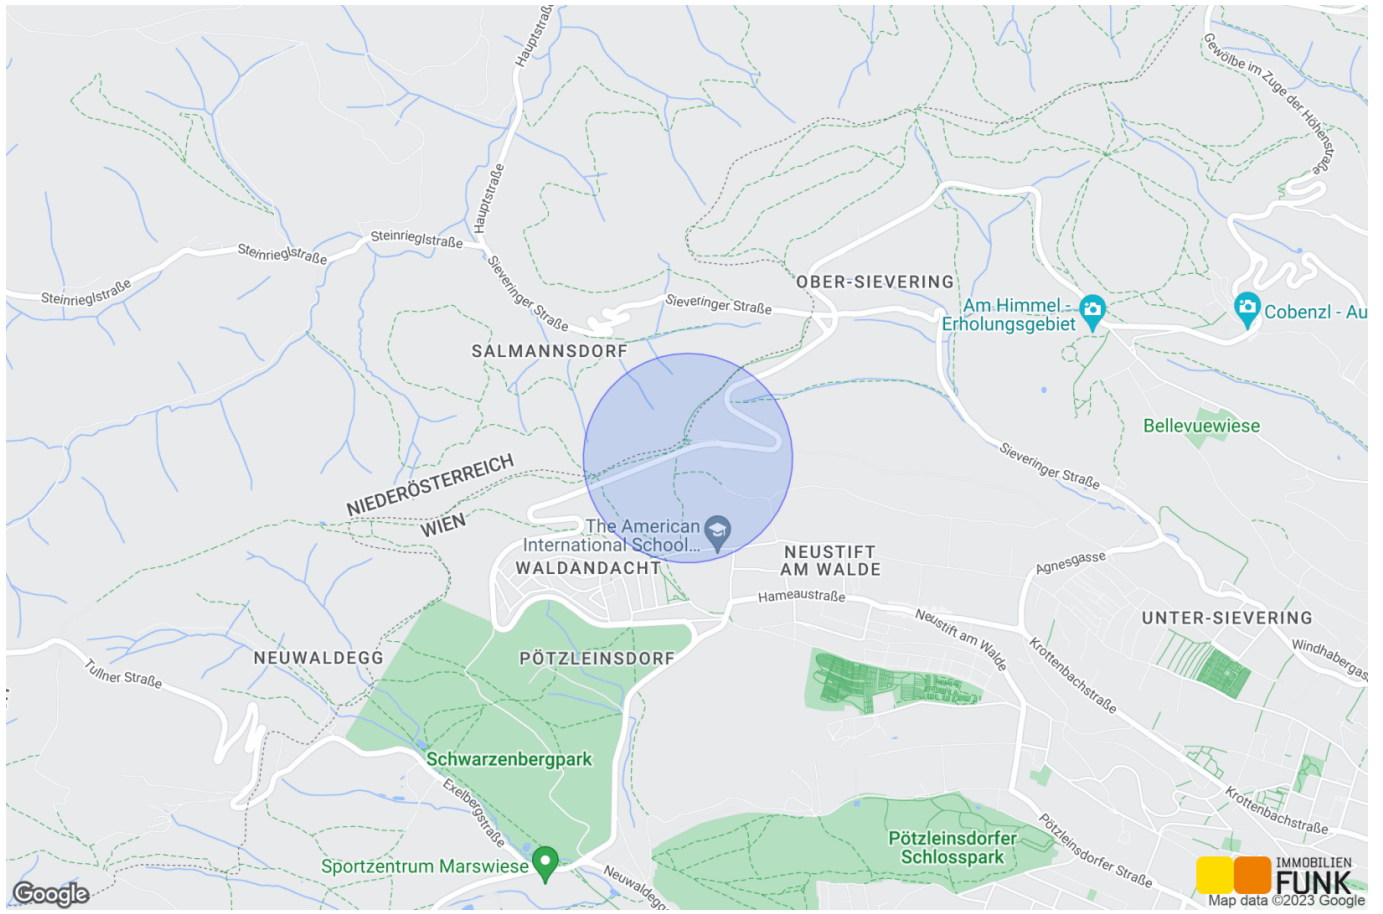 Hauptstraße
Gewölbe im Zuge der Höhenstraße
Hauptstraße
Steinrieglstraße
Steinrieglstraße
Steinrieglstraße
Sieveringer Straße
Sieveringer Straße
OBER-SIEVERING
Am Himmel -
Erholungsgebiet
Cobenzl - Au
SALMANNSDORF
Bellevuewiese
Sieveringer Straße
NIEDERÖSTERREICH
WIEN
The American
International School...
WALDANDACHT
NEUSTIFT
AM WALDE
Agnesgasse
Hameaustraße
Neustift am Walde
UNTER-SIEVERING
Windhabergass
NEUWALDEGG
PÖTZLEINSDORF
Tullner Straße
Krottenbachstraße
Schwarzenbergpark
Exelbergstraße
Krottenbachstraße
Pötzleinsdorfer
Schlosspark
Pötzleinsdorfer Straße
Sportzentrum Marswiese
Neuwaldegg
IMMOBILIEN
FUNK
Google
Map data ©2023 Google